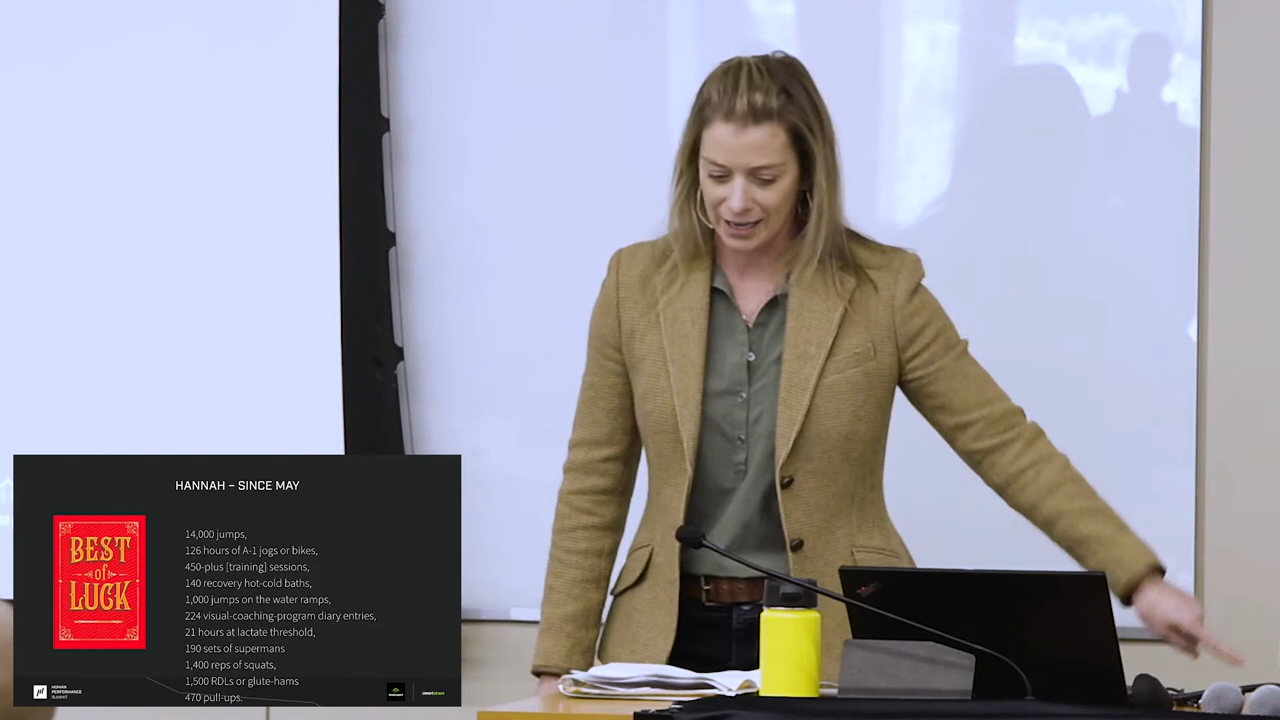 HANNAH – SINCE MAY
BEST
of
LUCK
14,000 jumps,
126 hours of A-1 jogs or bikes,
450-plus [training] sessions,
140 recovery hot-cold baths,
1,000 jumps on the water ramps,
224 visual-coaching-program diary entries,
21 hours at lactate threshold,
190 sets of supermans
1,400 reps of squats,
1,500 RDLs or glute-hams
470 pull-ups.
HUMAN
PERFORMANCE
SUMMIT